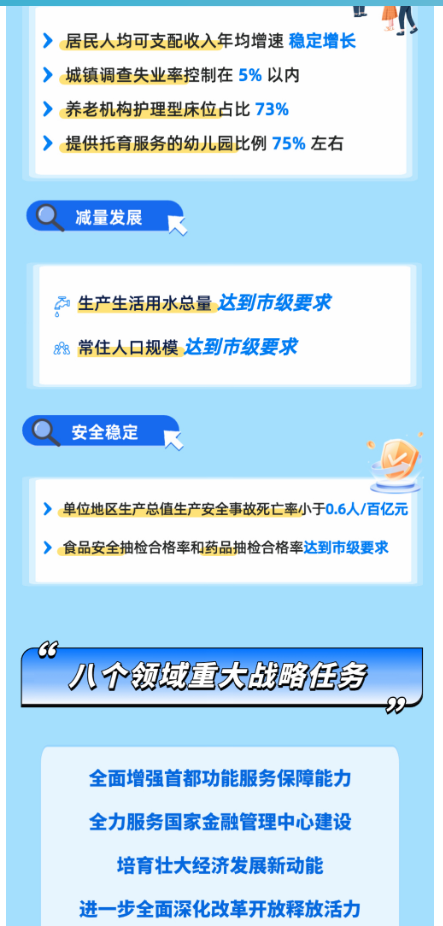 居民人均可支配收入年均增速 稳定增长
城镇调查失业率控制在 5% 以内
养老机构护理型床位占比 73%
提供托育服务的幼儿园比例 75% 左右
减量发展
生产生活用水总量 达到市级要求
常住人口规模 达到市级要求
安全稳定
单位地区生产总值生产安全事故死亡率小于0.6人/百亿元
食品安全抽检合格率和药品抽检合格率达到市级要求
“八个领域重大战略任务”
全面增强首都功能服务保障能力
全力服务国家金融管理中心建设
培育壮大经济发展新动能
进一步全面深化改革开放释放活力